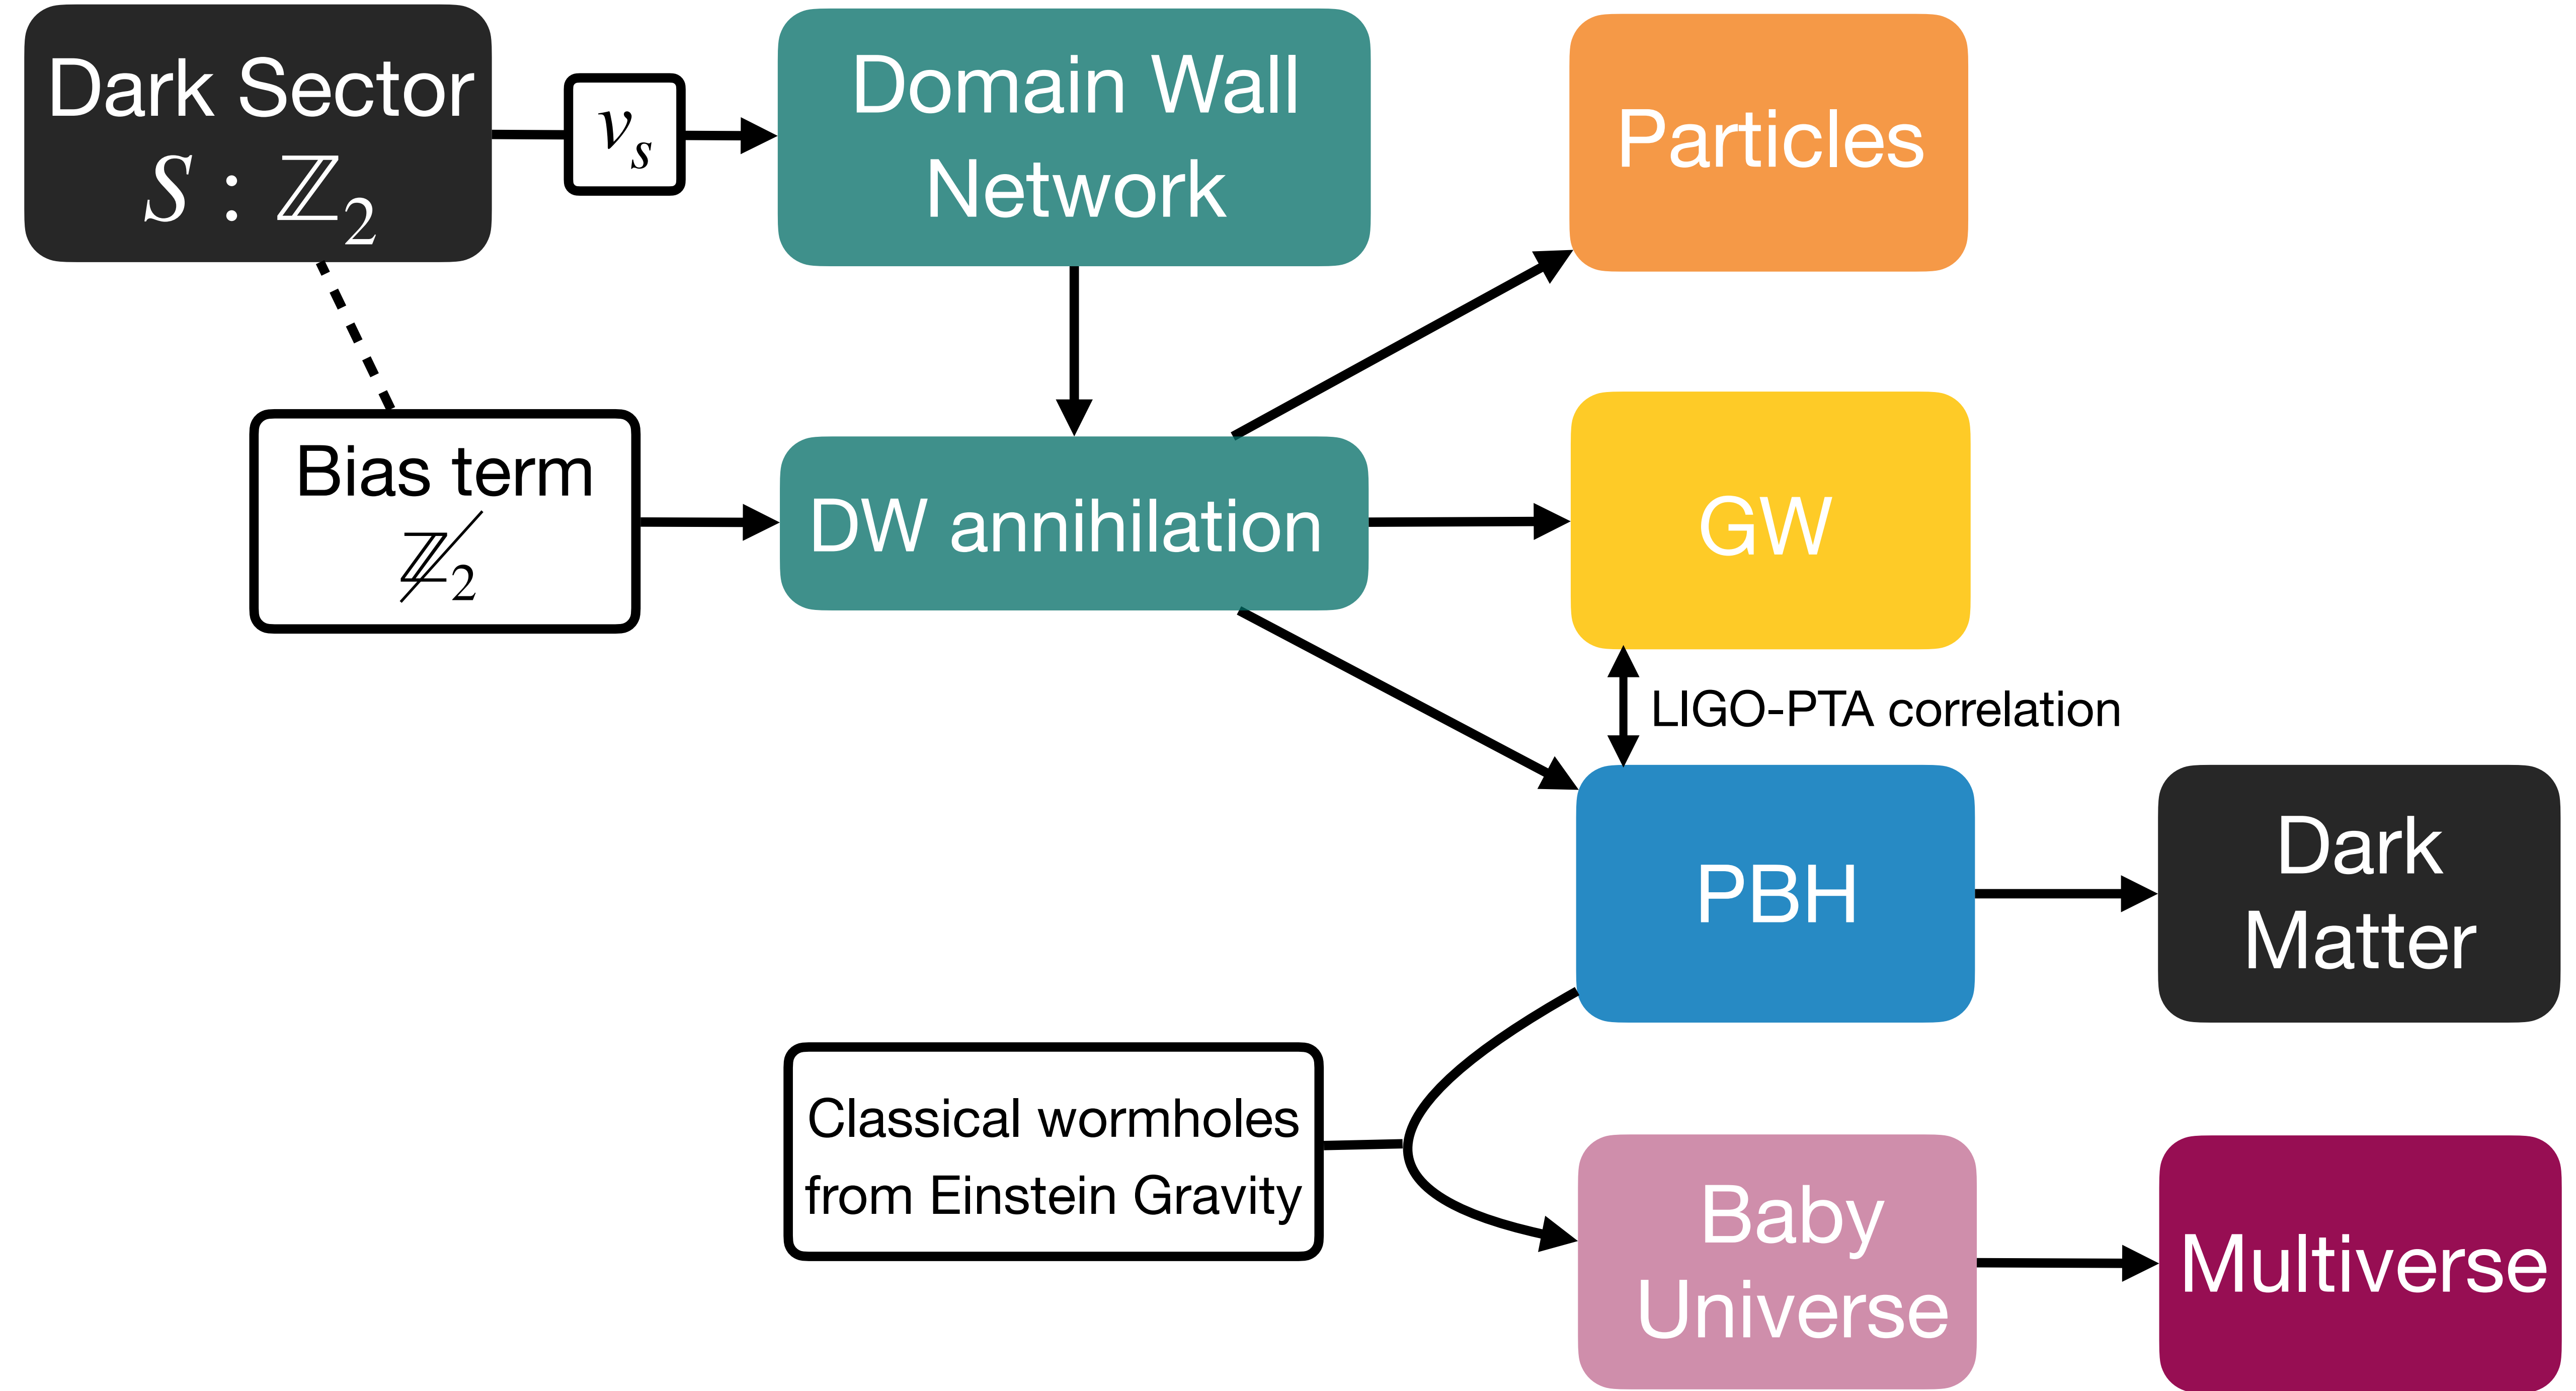 Dark Sector
S : ℤ₂
vₛ
Domain Wall
Network
Particles
Bias term
ℤ̸₂
DW annihilation
GW
LIGO-PTA correlation
PBH
Dark
Matter
Classical wormholes
from Einstein Gravity
Baby
Universe
Multiverse